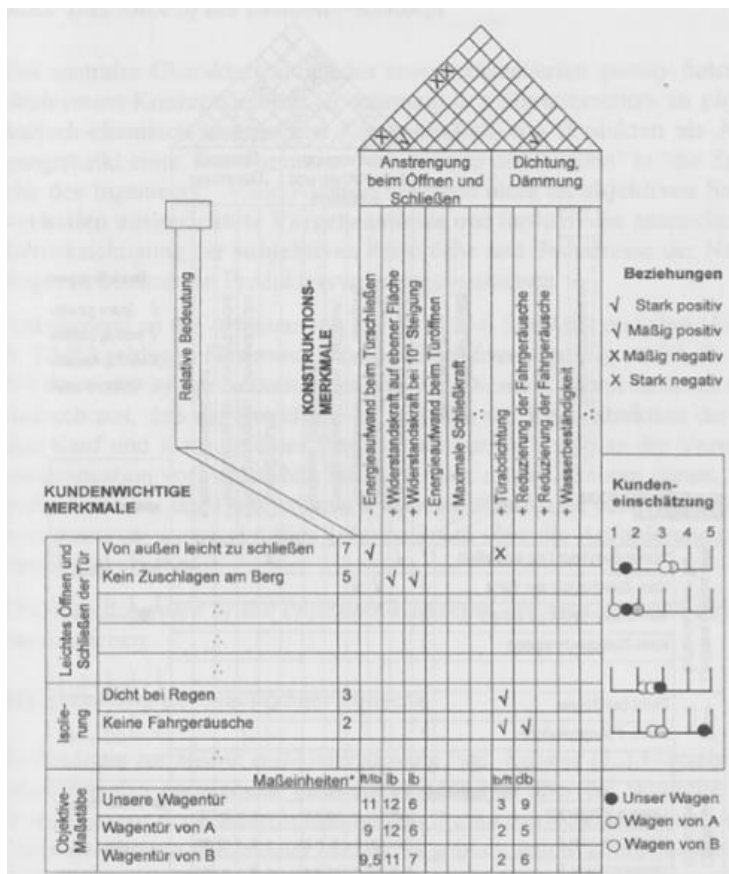 Anstrengung
beim Öffnen und
Schließen
Dichtung,
Dämmung
Relative Bedeutung
KONSTRUKTIONS-
MERKMALE
- Energieaufwand beim Türschließen
+ Widerstandskraft auf ebener Fläche
+ Widerstandskraft bei 10° Steigung
- Energieaufwand beim Türöffnen
- Maximale Schließkraft
+ Türabdichtung
+ Reduzierung der Fahrgeräusche
+ Reduzierung der Fahrgeräusche
+ Wasserbeständigkeit
Beziehungen
√ Stark positiv
√ Mäßig positiv
X Mäßig negativ
X Stark negativ
KUNDENWICHTIGE
MERKMALE
Kunden-
einschätzung
1 2 3 4 5
Leichtes Öffnen und
Schließen der Tür
Von außen leicht zu schließen 7 √ X
Kein Zuschlagen am Berg 5 √ √
Isolie-
rung
Dicht bei Regen 3 √
Keine Fahrgeräusche 2 √ √
Objektive
Maßstäbe
Maßeinheiten* ft/lb lb lb lb/ft db
Unsere Wagentür 11 12 6 3 9
Wagentür von A 9 12 6 2 5
Wagentür von B 9,5 11 7 2 6
Unser Wagen
Wagen von A
Wagen von B